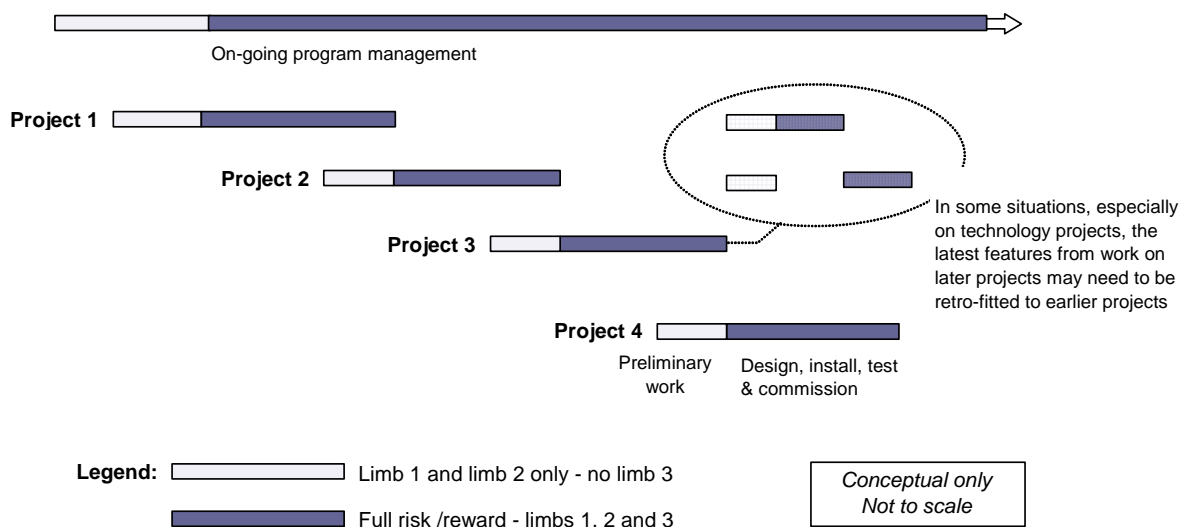 On-going program management
Project 1
Project 2
Project 3
In some situations, especially
on technology projects, the
latest features from work on
later projects may need to be
retro-fitted to earlier projects
Project 4
Preliminary
work
Design, install, test
& commission
Legend:
Limb 1 and limb 2 only - no limb 3
Full risk /reward - limbs 1, 2 and 3
Conceptual only
Not to scale